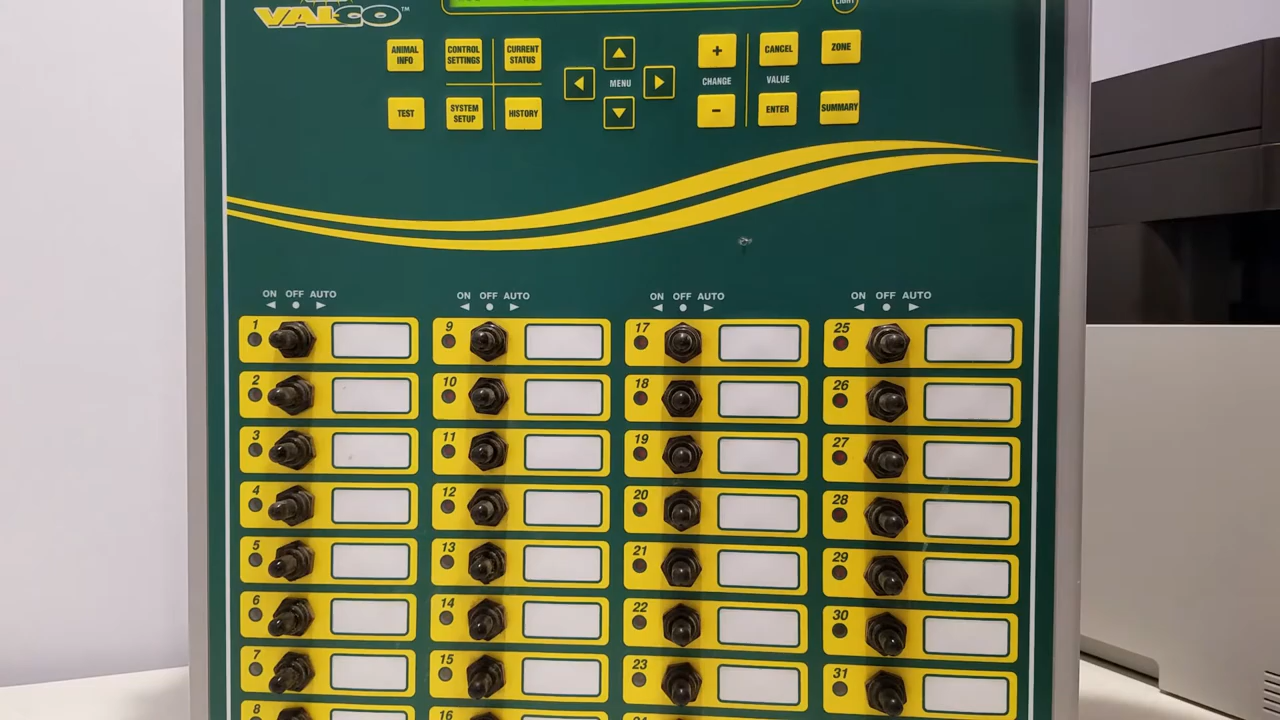 VALCO™
LIGHT
ANIMAL INFO
CONTROL SETTINGS
CURRENT STATUS
MENU
+
CHANGE
-
CANCEL
VALUE
ENTER
ZONE
SUMMARY
TEST
SYSTEM SETUP
HISTORY
ON OFF AUTO
ON OFF AUTO
ON OFF AUTO
ON OFF AUTO
1
9
17
25
2
10
18
26
3
11
19
27
4
12
20
28
5
13
21
29
6
14
22
30
7
15
23
31
8
16